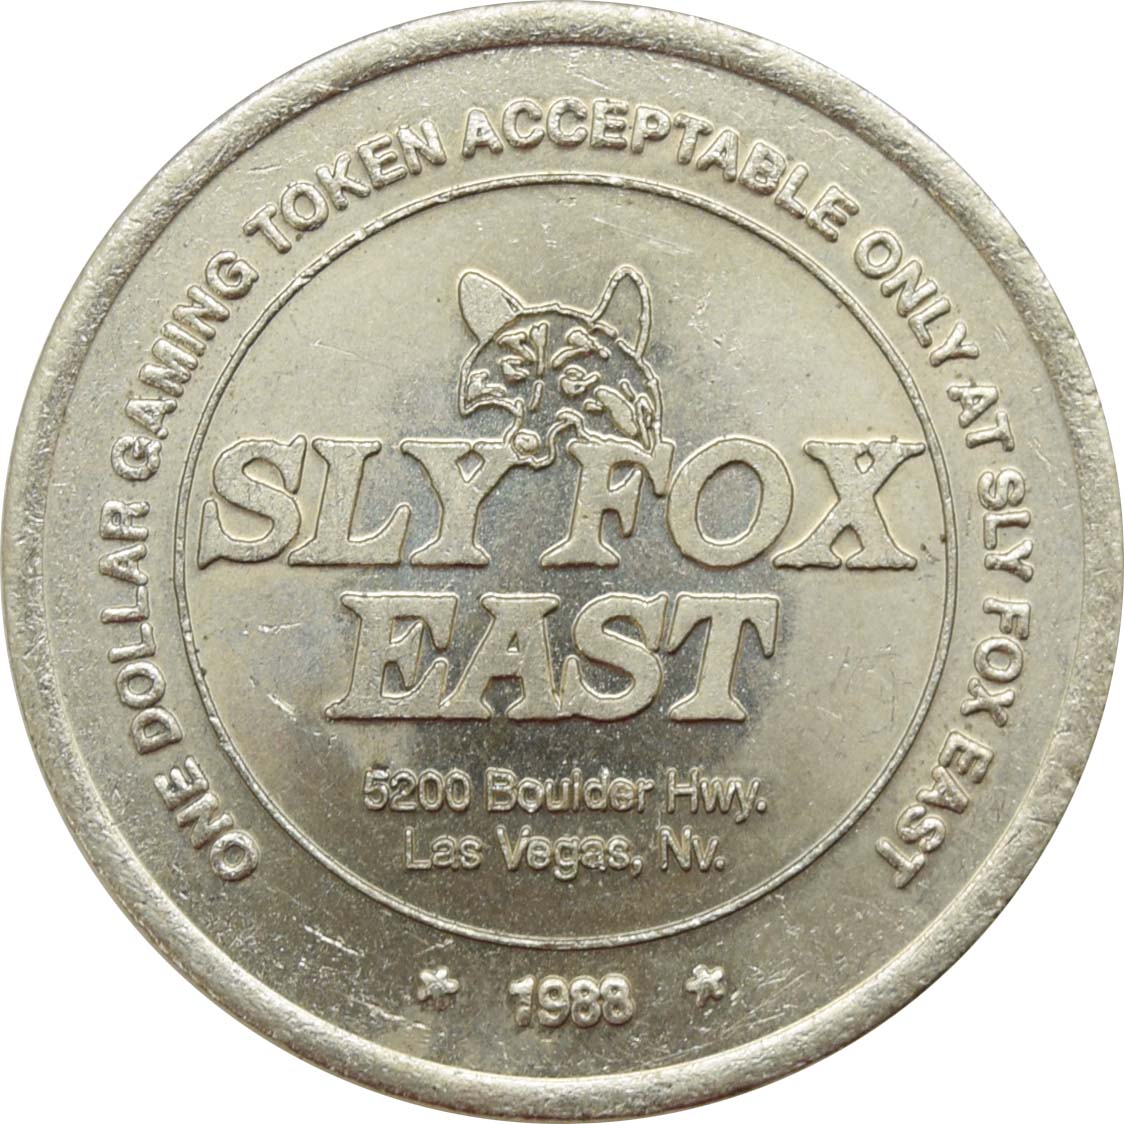 ONE DOLLAR GAMING TOKEN ACCEPTABLE ONLY AT SLY FOX EAST
SLY FOX
EAST
5200 Boulder Hwy.
Las Vegas, Nv.
* 1988 *